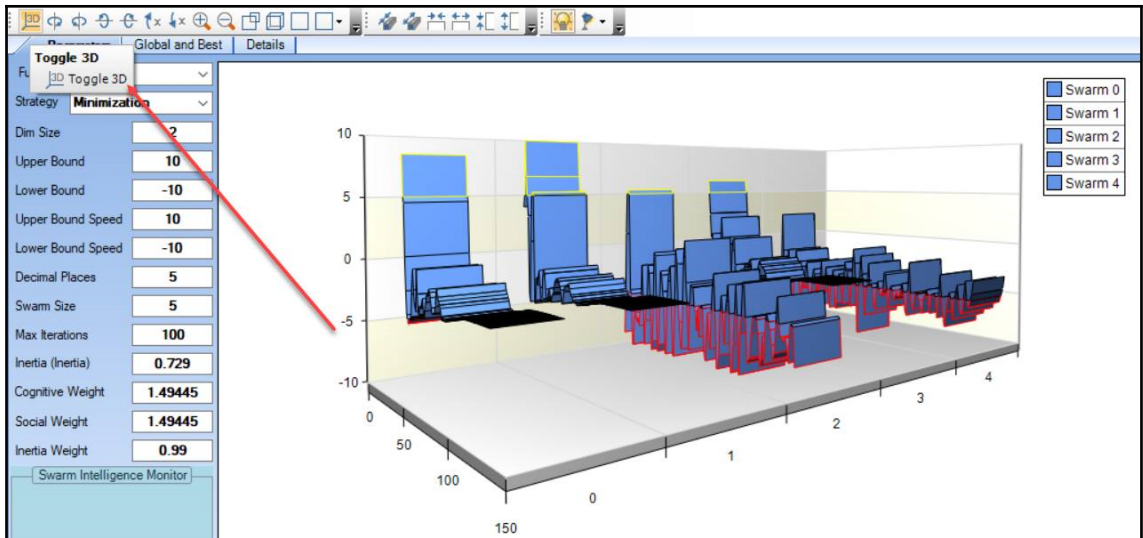 3D
Global and Best
Details
Toggle 3D
3D Toggle 3D
Strategy Minimization
Dim Size 2
Upper Bound 10
Lower Bound -10
Upper Bound Speed 10
Lower Bound Speed -10
Decimal Places 5
Swarm Size 5
Max Iterations 100
Inertia (Inertia) 0.729
Cognitive Weight 1.49445
Social Weight 1.49445
Inertia Weight 0.99
Swarm Intelligence Monitor
10
5
0
-5
-10
0
50
100
150
0
1
2
3
4
Swarm 0
Swarm 1
Swarm 2
Swarm 3
Swarm 4